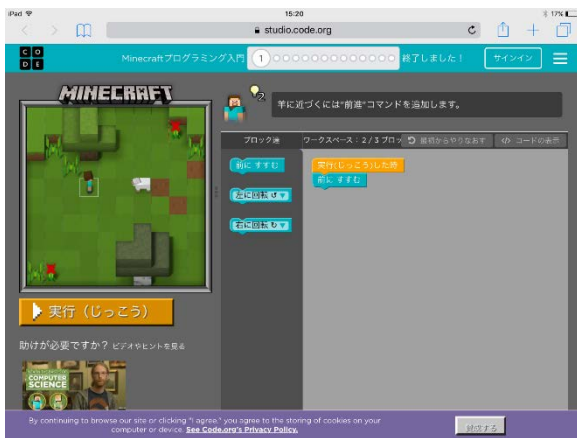 iPad
15:20
17%
studio.code.org
C O
D E
Minecraftプログラミング入門
1
終了しました！
サインイン
MINECRAFT
2
羊に近づくには"前進"コマンドを追加します。
ブロック達
ワークスペース：2 / 3 ブロッ
最初からやりなおす
コードの表示
前に すすむ
左に回転
右に回転
実行(じっこう)した時
前に すすむ
実行（じっこう）
助けが必要ですか？ ビデオやヒントを見る
COMPUTER
SCIENCE
By continuing to browse our site or clicking "I agree," you agree to the storing of cookies on your
computer or device. See Code.org's Privacy Policy.